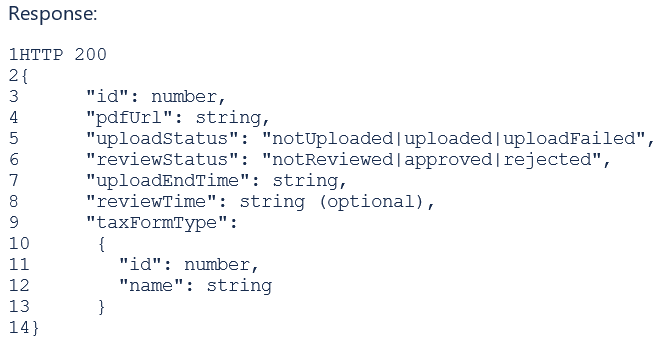 Response:
1HTTP 200
2{
3      "id": number,
4      "pdfUrl": string,
5      "uploadStatus": "notUploaded|uploaded|uploadFailed",
6      "reviewStatus": "notReviewed|approved|rejected",
7      "uploadEndTime": string,
8      "reviewTime": string (optional),
9      "taxFormType":
10      {
11        "id": number,
12        "name": string
13      }
14}